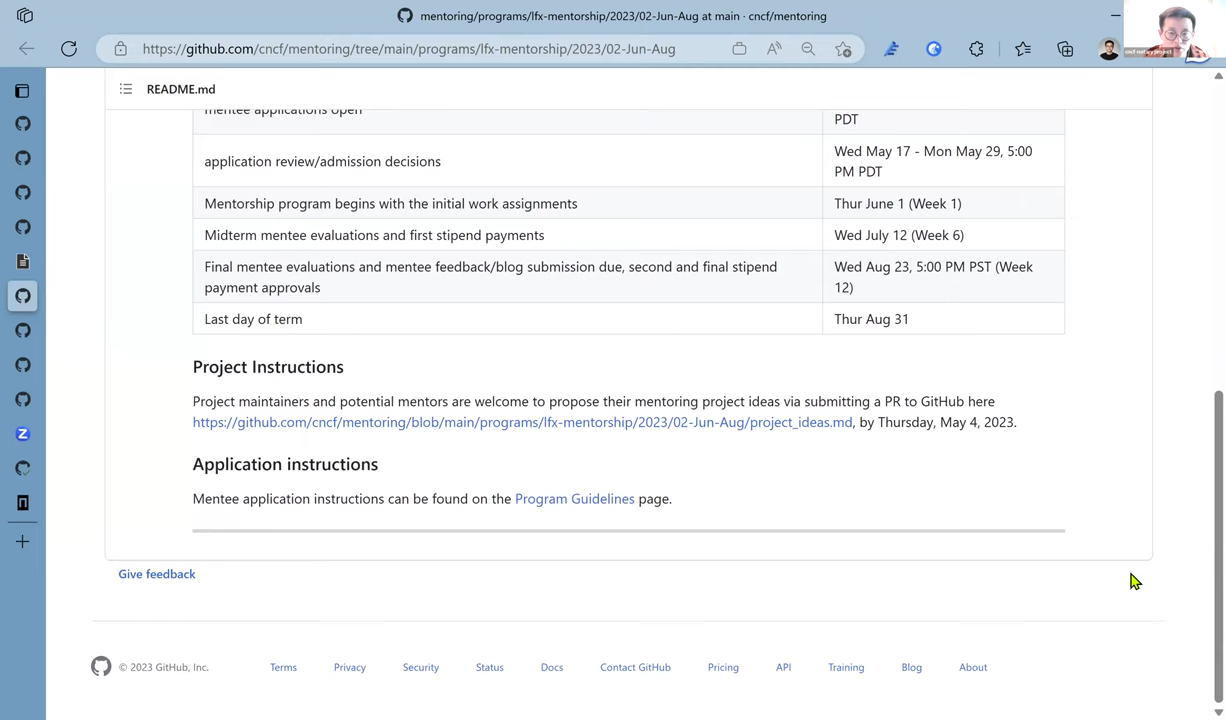 mentoring/programs/lfx-mentorship/2023/02-Jun-Aug at main · cncf/mentoring
https://github.com/cncf/mentoring/tree/main/programs/lfx-mentorship/2023/02-Jun-Aug
cncf notary project
README.md
mentee applications open
PDT
application review/admission decisions
Wed May 17 - Mon May 29, 5:00
PM PDT
Mentorship program begins with the initial work assignments
Thur June 1 (Week 1)
Midterm mentee evaluations and first stipend payments
Wed July 12 (Week 6)
Final mentee evaluations and mentee feedback/blog submission due, second and final stipend
payment approvals
Wed Aug 23, 5:00 PM PST (Week
12)
Last day of term
Thur Aug 31
Project Instructions
Project maintainers and potential mentors are welcome to propose their mentoring project ideas via submitting a PR to GitHub here
https://github.com/cncf/mentoring/blob/main/programs/lfx-mentorship/2023/02-Jun-Aug/project_ideas.md, by Thursday, May 4, 2023.
Application instructions
Mentee application instructions can be found on the Program Guidelines page.
Give feedback
© 2023 GitHub, Inc.
Terms
Privacy
Security
Status
Docs
Contact GitHub
Pricing
API
Training
Blog
About